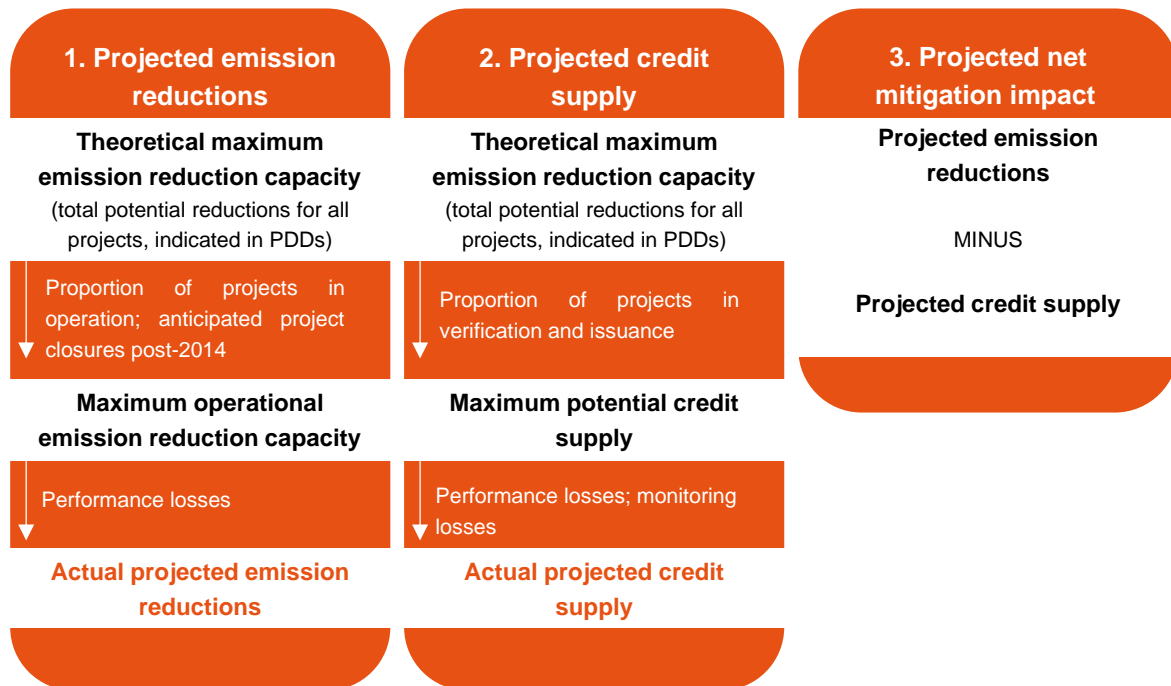 1. Projected emission
reductions
Theoretical maximum
emission reduction capacity
(total potential reductions for all
projects, indicated in PDDs)
Proportion of projects in
operation; anticipated project
closures post-2014
Maximum operational
emission reduction capacity
Performance losses
Actual projected emission
reductions
2. Projected credit
supply
Theoretical maximum
emission reduction capacity
(total potential reductions for all
projects, indicated in PDDs)
Proportion of projects in
verification and issuance
Maximum potential credit
supply
Performance losses; monitoring
losses
Actual projected credit
supply
3. Projected net
mitigation impact
Projected emission
reductions
MINUS
Projected credit supply